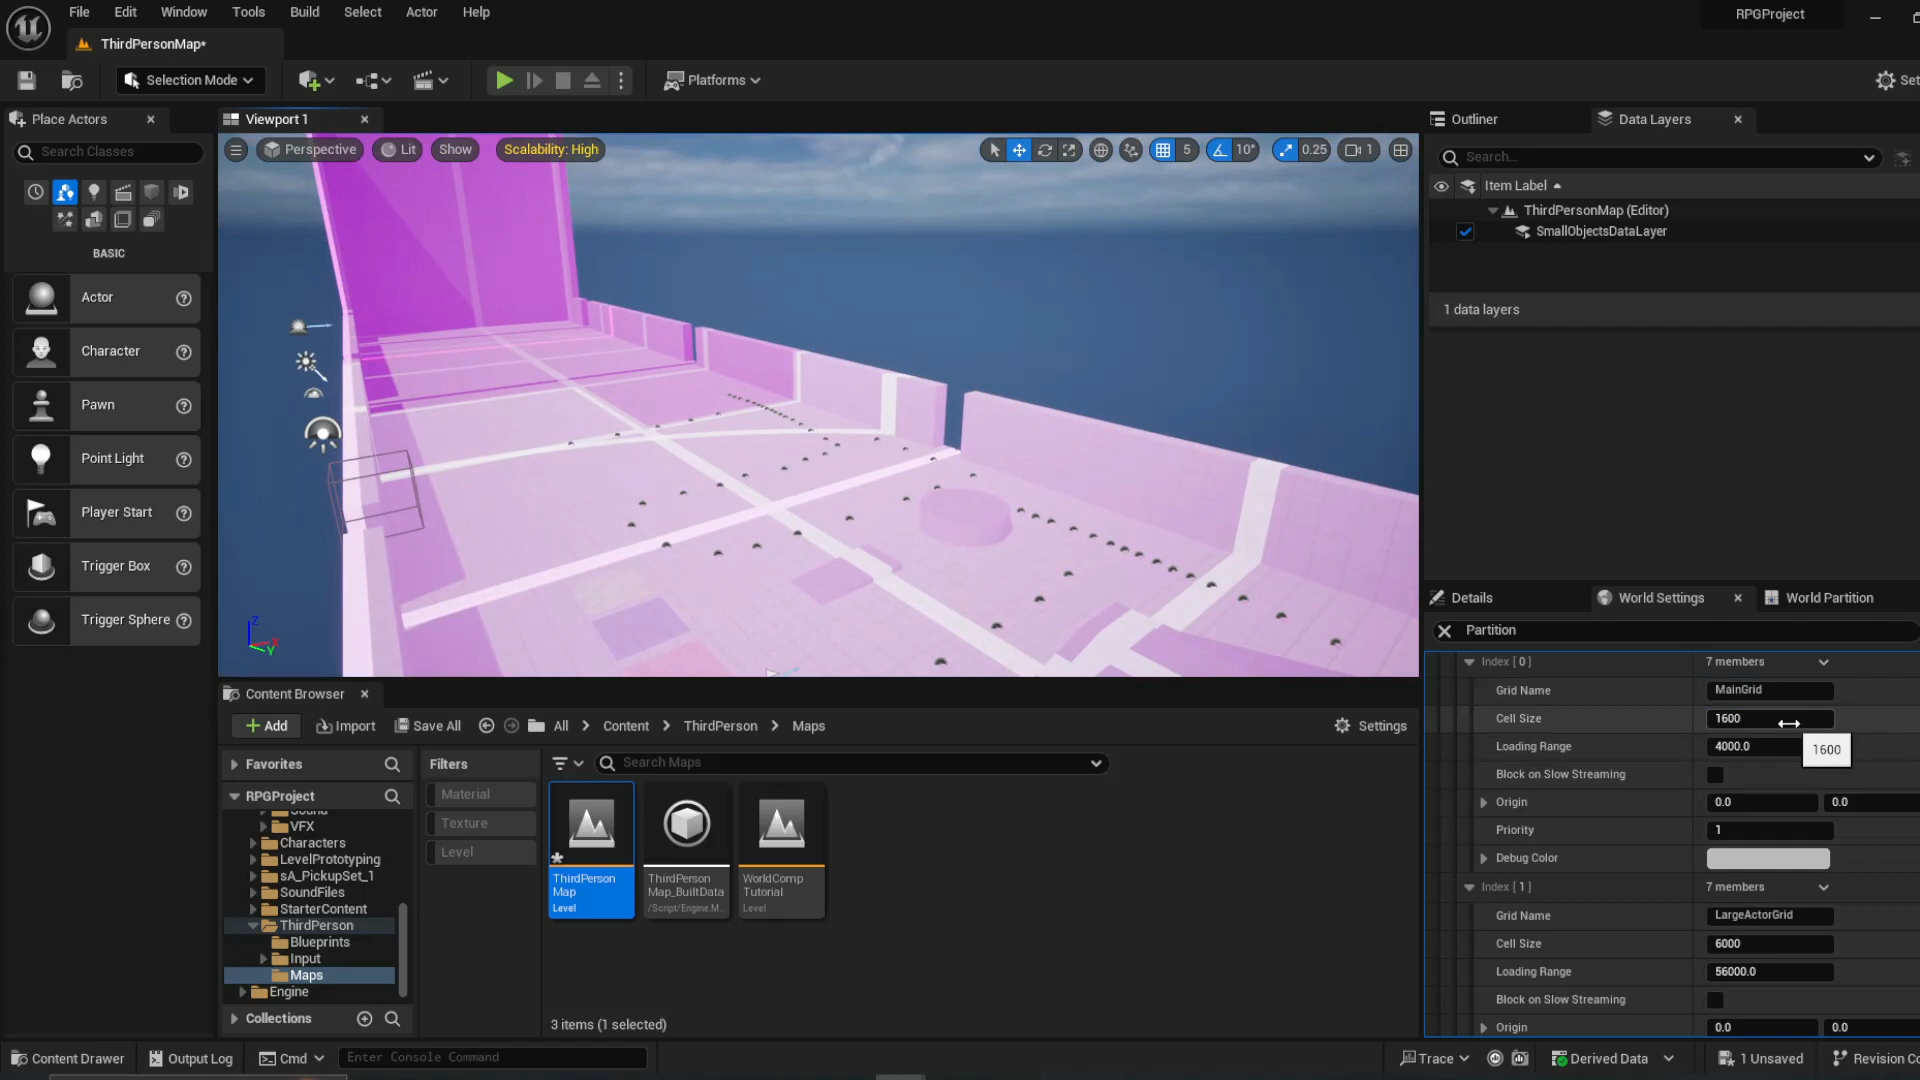 File Edit Window Tools Build Select Actor Help
RPGProject
ThirdPersonMap*
Selection Mode
Platforms
Set
Place Actors
Search Classes
BASIC
Actor
Character
Pawn
Point Light
Player Start
Trigger Box
Trigger Sphere
Viewport 1
Perspective Lit Show Scalability: High
5 10° 0.25 1
Z X Y
Outliner Data Layers
Search...
Item Label
ThirdPersonMap (Editor)
SmallObjectsDataLayer
1 data layers
Details World Settings World Partition
Partition
Index [ 0 ] 7 members
Grid Name MainGrid
Cell Size 1600
Loading Range 4000.0
1600
Block on Slow Streaming
Origin 0.0 0.0
Priority 1
Debug Color
Index [ 1 ] 7 members
Grid Name LargeActorGrid
Cell Size 6000
Loading Range 56000.0
Block on Slow Streaming
Origin 0.0 0.0
Content Browser
Add Import Save All All Content ThirdPerson Maps Settings
Favorites
RPGProject
Sound
VFX
Characters
LevelPrototyping
sA_PickupSet_1
SoundFiles
StarterContent
ThirdPerson
Blueprints
Input
Maps
Engine
Collections
Filters
Material
Texture
Level
Search Maps
ThirdPerson
Map
Level
ThirdPerson
Map_BuiltData
/Script/Engine.M...
WorldComp
Tutorial
Level
3 items (1 selected)
Content Drawer Output Log Cmd Enter Console Command Trace Derived Data 1 Unsaved Revision Co